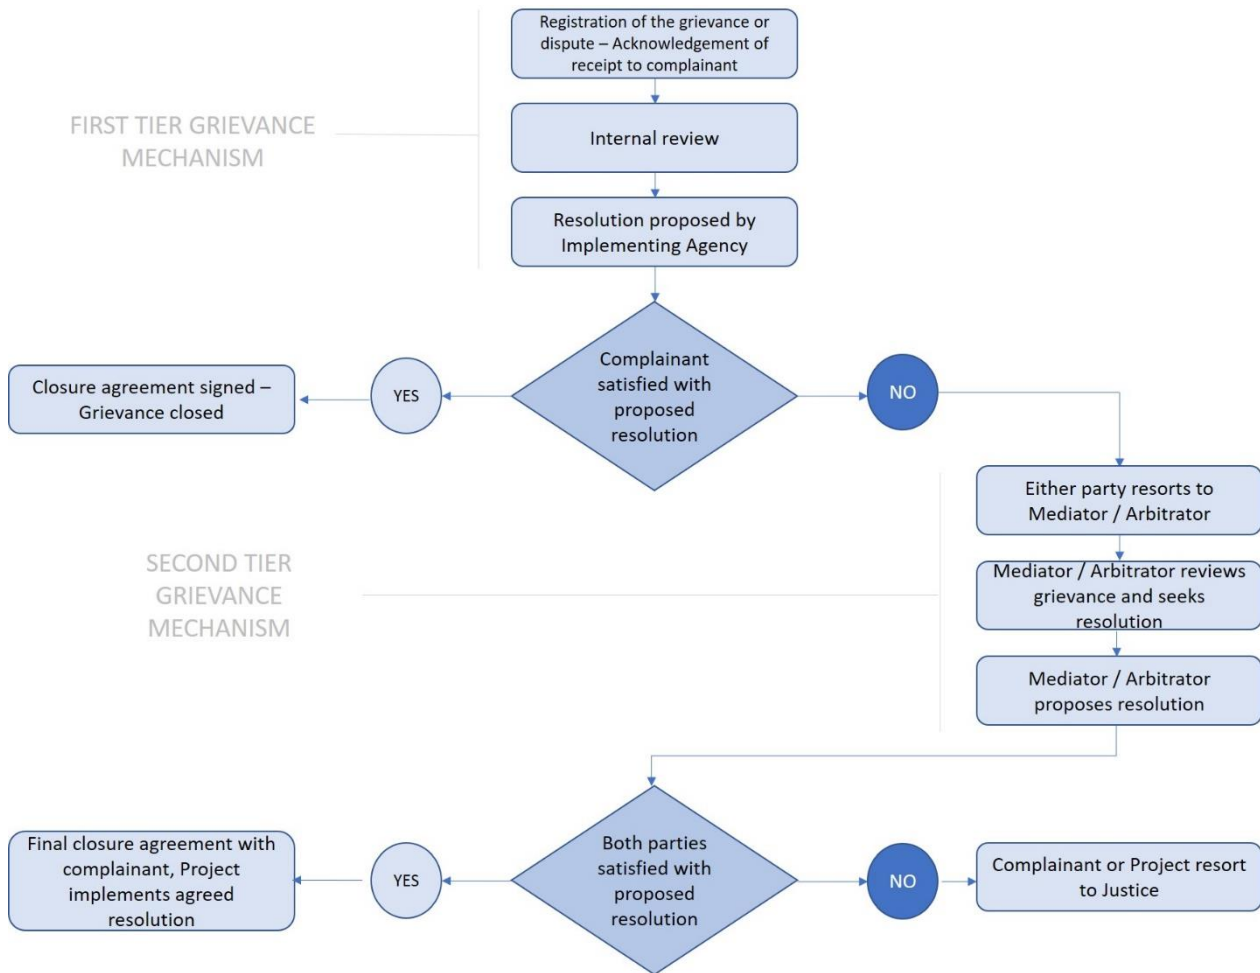 Registration of the grievance or
dispute – Acknowledgement of
receipt to complainant
FIRST TIER GRIEVANCE
MECHANISM
Internal review
Resolution proposed by
Implementing Agency
Complainant
satisfied with
proposed
resolution
YES
NO
Closure agreement signed –
Grievance closed
Either party resorts to
Mediator / Arbitrator
SECOND TIER
GRIEVANCE
MECHANISM
Mediator / Arbitrator reviews
grievance and seeks
resolution
Mediator / Arbitrator
proposes resolution
Both parties
satisfied with
proposed
resolution
YES
NO
Final closure agreement with
complainant, Project
implements agreed
resolution
Complainant or Project resort
to Justice